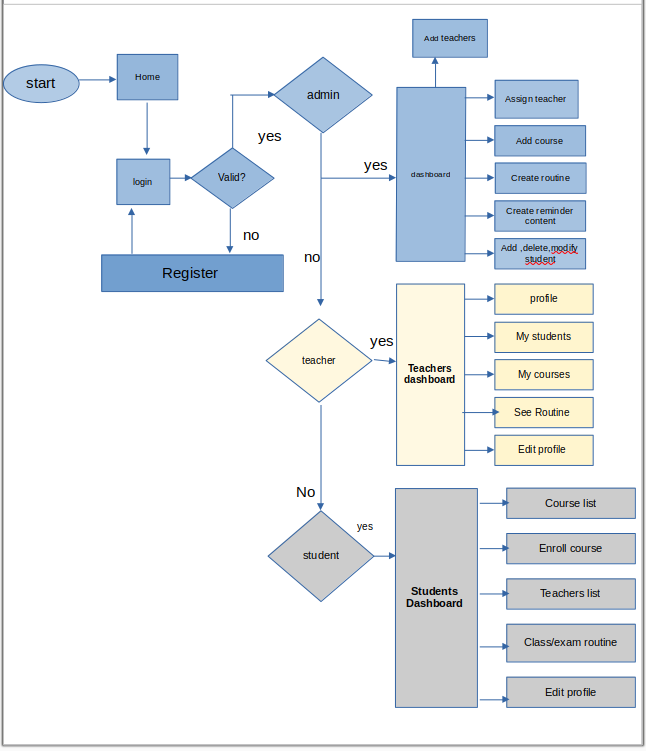 Add teachers
start
Home
admin
Assign teacher
yes
Add course
login
Valid?
yes
dashboard
Create routine
Create reminder
content
no
no
Add ,delete,modify
student
Register
profile
teacher
yes
Teachers
dashboard
My students
My courses
See Routine
Edit profile
No
student
yes
Students
Dashboard
Course list
Enroll course
Teachers list
Class/exam routine
Edit profile